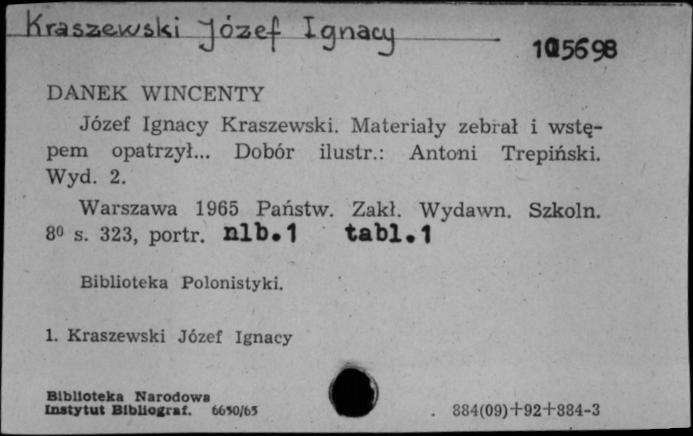 Kraszewski Józef Ignacy
105698
DANEK WINCENTY
Józef Ignacy Kraszewski. Materiały zebrał i wstę-
pem opatrzył... Dobór ilustr.: Antoni Trepiński.
Wyd. 2.
Warszawa 1965 Państw. Zakł. Wydawn. Szkoln.
8⁰ s. 323, portr. nlb.1 tabl.1
Biblioteka Polonistyki.
1. Kraszewski Józef Ignacy
Biblioteka Narodowa
Instytut Bibliograf. 6650/65
884(09)+92+884-3